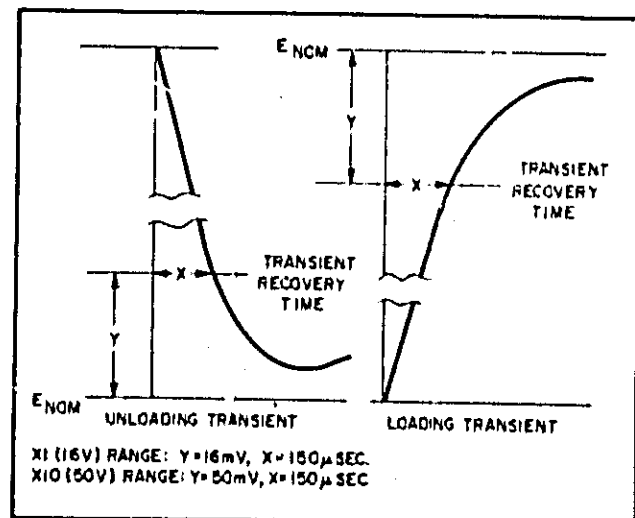 E NOM
Y
X
TRANSIENT
RECOVERY
TIME
UNLOADING TRANSIENT
E NOM
Y
X
TRANSIENT
RECOVERY
TIME
LOADING TRANSIENT
X1 (16V) RANGE: Y=16mV, X=150µSEC.
X10 (50V) RANGE: Y=50mV, X=150µSEC